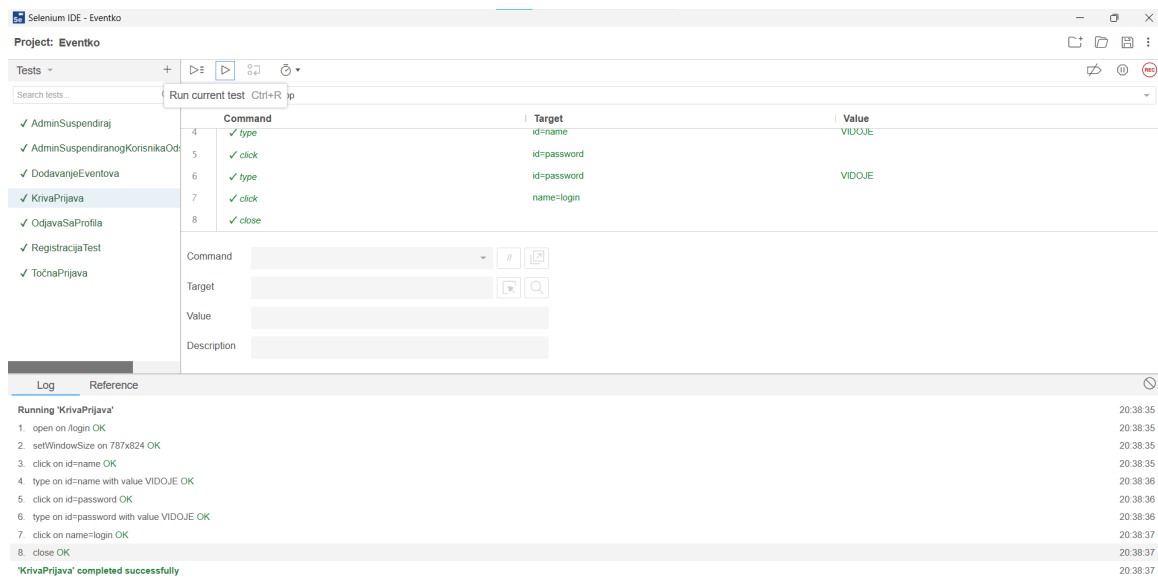 Selenium IDE - Eventko
Project: Eventko
Tests
Search tests...
Run current test Ctrl+R
Command Target Value
✓ AdminSuspendiraj
✓ AdminSuspendiranogKorisnikaOd
✓ DodavanjeEventova
✓ KrivaPrijava
✓ OdjavaSaProfila
✓ RegistracijaTest
✓ TočnaPrijava
4 ✓ type id=name VIDOJE
5 ✓ click id=password
6 ✓ type id=password VIDOJE
7 ✓ click name=login
8 ✓ close
Command //
Target
Value
Description
REC
Log Reference
Running 'KrivaPrijava' 20:38:35
1. open on /login OK 20:38:35
2. setWindowSize on 787x824 OK 20:38:35
3. click on id=name OK 20:38:35
4. type on id=name with value VIDOJE OK 20:38:36
5. click on id=password OK 20:38:36
6. type on id=password with value VIDOJE OK 20:38:36
7. click on name=login OK 20:38:37
8. close OK 20:38:37
'KrivaPrijava' completed successfully 20:38:37